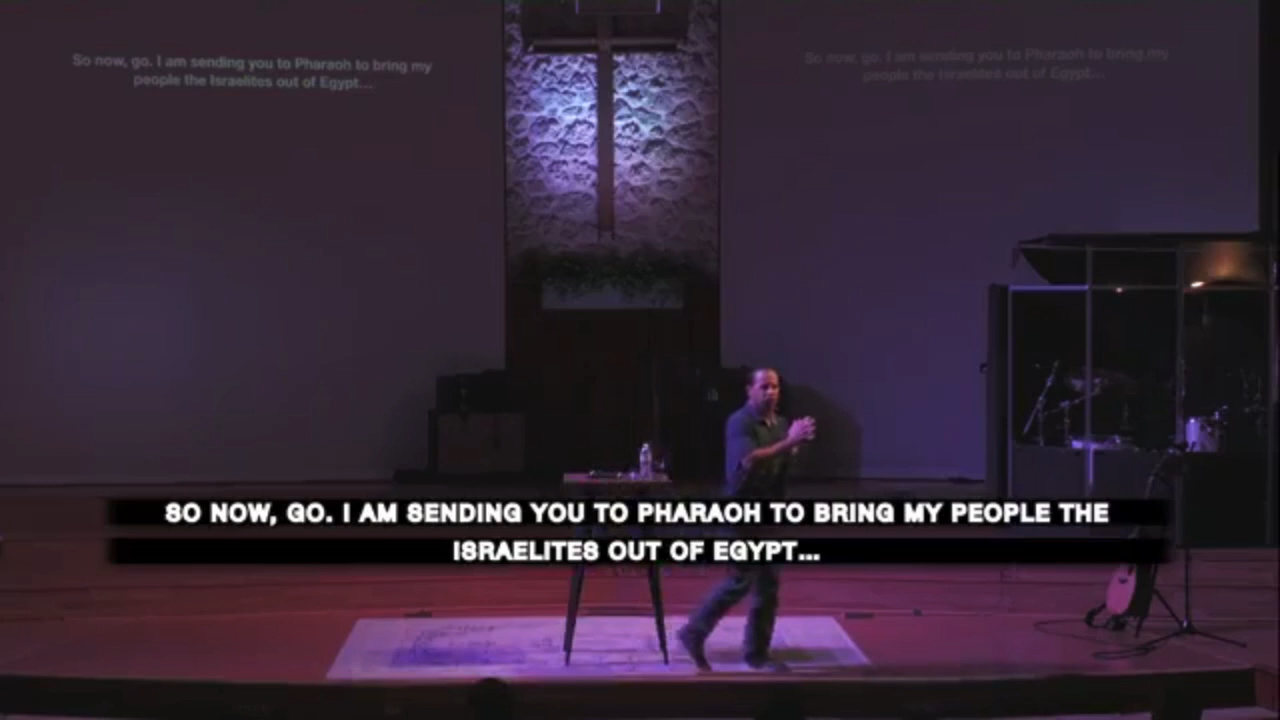 So now, go. I am sending you to Pharaoh to bring my
people the Israelites out of Egypt...
So now, go. I am sending you to Pharaoh to bring my
people the Israelites out of Egypt...
SO NOW, GO. I AM SENDING YOU TO PHARAOH TO BRING MY PEOPLE THE
ISRAELITES OUT OF EGYPT...